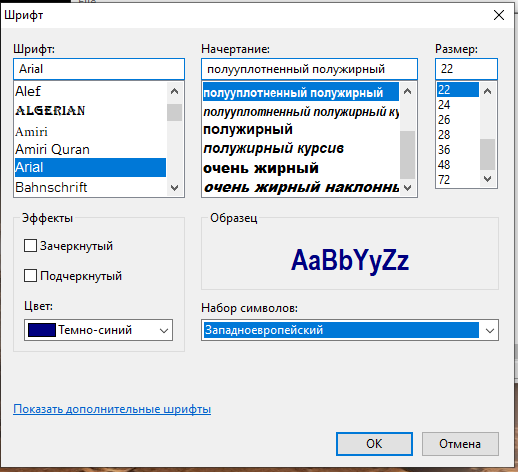 Шрифт
Шрифт:
Arial
Alef
ALGERIAN
Amiri
Amiri Quran
Arial
Bahnschrift
Начертание:
полууплотненный полужирный
полууплотненный полужирный
полууплотненный полужирный ку
полужирный
полужирный курсив
очень жирный
очень жирный наклонны
Размер:
22
22
24
26
28
36
48
72
Эффекты
Зачеркнутый
Подчеркнутый
Цвет:
Темно-синий
Образец
AaBbYyZz
Набор символов:
Западноевропейский
Показать дополнительные шрифты
ОК
Отмена